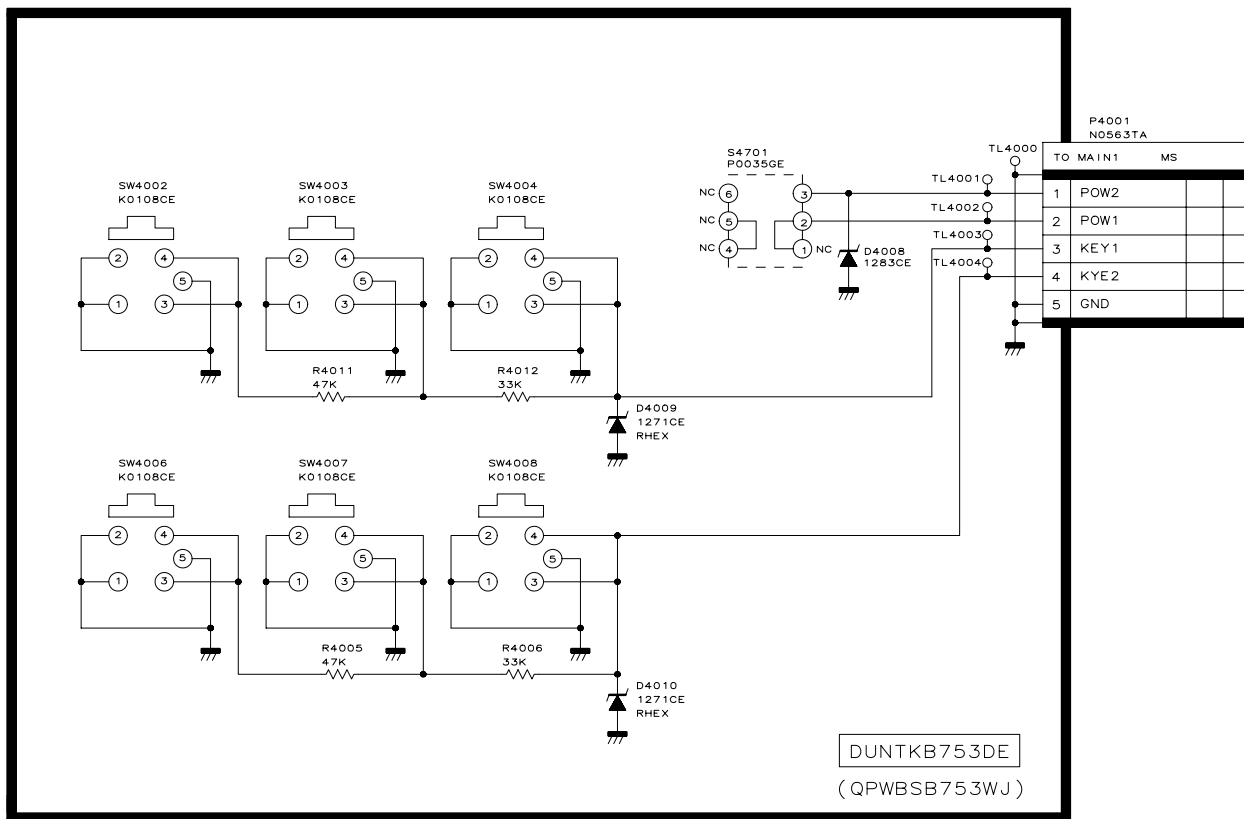 P4001
N0563TA
TL4000
TO MAIN1 MS
S4701
P0035GE
TL4001
1 POW2
TL4002
2 POW1
TL4003
3 KEY1
TL4004
4 KYE2
5 GND
NC 6 3
NC 5 2
NC 4 1 NC
D4008
1283CE
SW4002
K0108CE
SW4003
K0108CE
SW4004
K0108CE
2 4 5 1 3
2 4 5 1 3
2 4 5 1 3
R4011
47K
R4012
33K
D4009
1271CE
RHEX
SW4006
K0108CE
SW4007
K0108CE
SW4008
K0108CE
2 4 5 1 3
2 4 5 1 3
2 4 5 1 3
R4005
47K
R4006
33K
D4010
1271CE
RHEX
DUNTKB753DE
(QPWBSB753WJ)